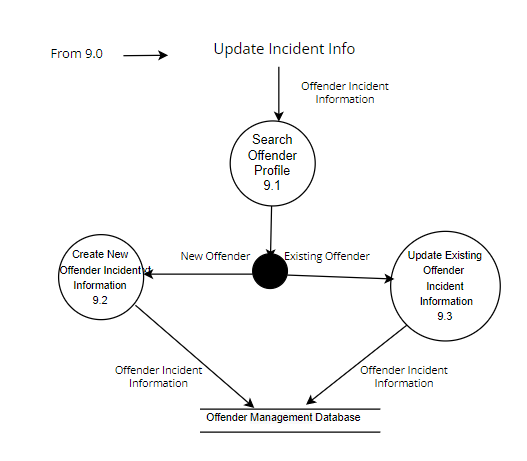 From 9.0
Update Incident Info
Offender Incident
Information
Search
Offender
Profile
9.1
New Offender
Existing Offender
Create New
Offender Incident
Information
9.2
Update Existing
Offender
Incident
Information
9.3
Offender Incident
Information
Offender Incident
Information
Offender Management Database